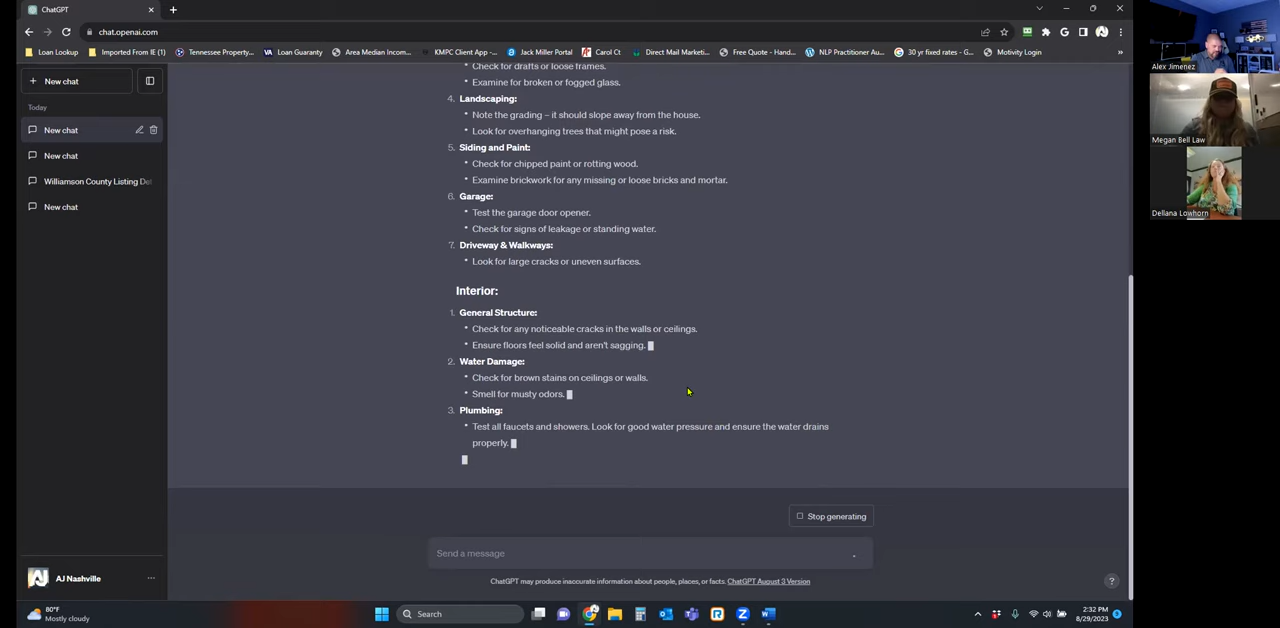 ChatGPT
chat.openai.com
Loan Lookup
Imported From IE (1)
Tennessee Property...
Loan Guaranty
Area Median Incom...
KMPC Client App -...
Jack Miller Portal
Carol Ct
Direct Mail Market...
Free Quote - Hand...
NLP Practitioner Au...
30 yr fixed rates - G...
Motivity Login
»
Alex Jimenez
Megan Bell Law
Dellana Lowhorn
+ New chat
Today
New chat
New chat
Williamson County Listing Det
New chat
• Check for drafts or loose frames.
• Examine for broken or fogged glass.
4. Landscaping:
• Note the grading – it should slope away from the house.
• Look for overhanging trees that might pose a risk.
5. Siding and Paint:
• Check for chipped paint or rotting wood.
• Examine brickwork for any missing or loose bricks and mortar.
6. Garage:
• Test the garage door opener.
• Check for signs of leakage or standing water.
7. Driveway & Walkways:
• Look for large cracks or uneven surfaces.
Interior:
1. General Structure:
• Check for any noticeable cracks in the walls or ceilings.
• Ensure floors feel solid and aren't sagging.
2. Water Damage:
• Check for brown stains on ceilings or walls.
• Smell for musty odors.
3. Plumbing:
• Test all faucets and showers. Look for good water pressure and ensure the water drains
properly.
Stop generating
Send a message
ChatGPT may produce inaccurate information about people, places, or facts. ChatGPT August 3 Version
?
AJ Nashville
...
80°F
Mostly cloudy
Search
2:32 PM
8/29/2023